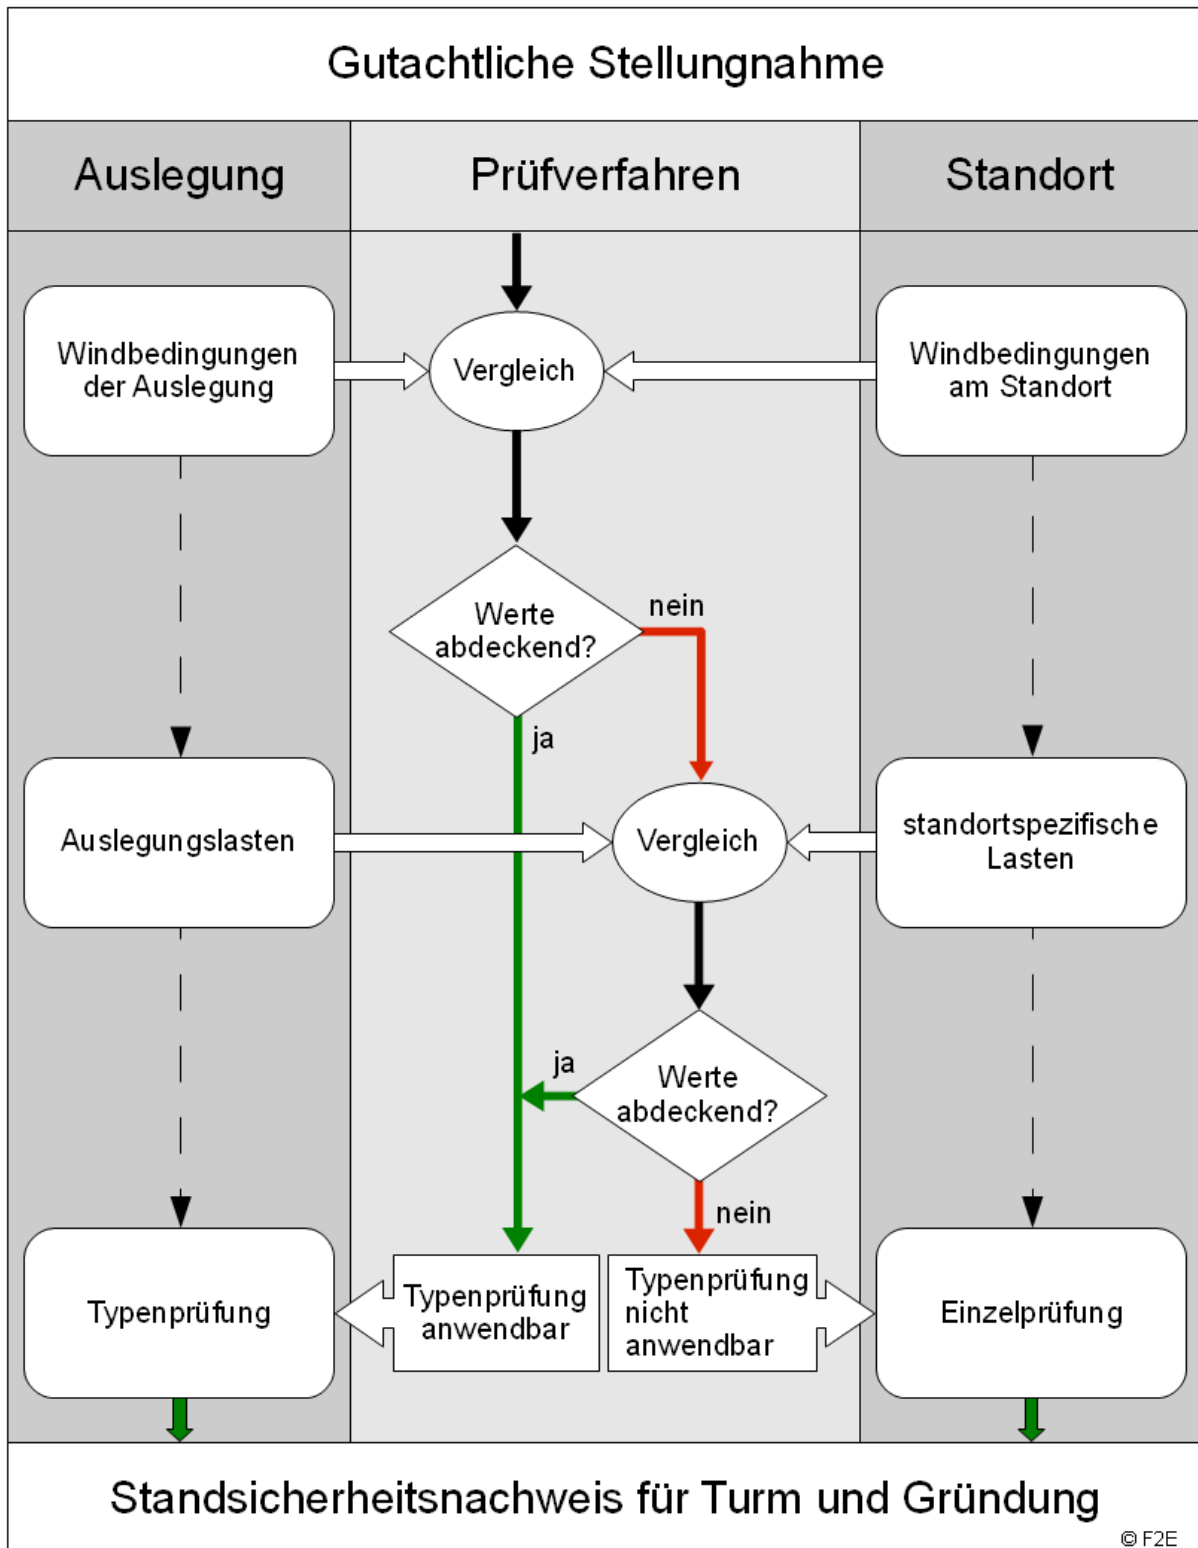 Gutachtliche Stellungnahme
Auslegung
Prüfverfahren
Standort
Windbedingungen
der Auslegung
Vergleich
Windbedingungen
am Standort
Werte
abdeckend?
nein
ja
Auslegungslasten
Vergleich
standortspezifische
Lasten
ja
Werte
abdeckend?
nein
Typenprüfung
Typenprüfung
anwendbar
Typenprüfung
nicht
anwendbar
Einzelprüfung
Standsicherheitsnachweis für Turm und Gründung
© F2E